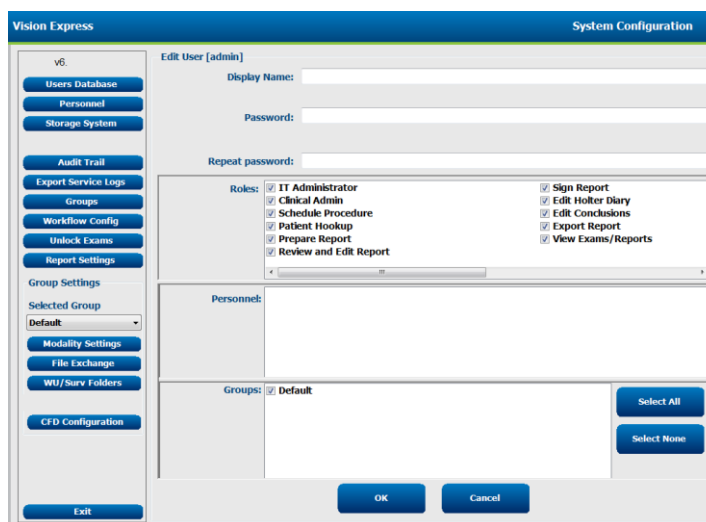 Vision Express
System Configuration
v6.
Users Database
Personnel
Storage System
Audit Trail
Export Service Logs
Groups
Workflow Config
Unlock Exams
Report Settings
Group Settings
Selected Group
Default
Modality Settings
File Exchange
WU/Surv Folders
CFD Configuration
Exit
Edit User [admin]
Display Name:
Password:
Repeat password:
Roles:
IT Administrator
Clinical Admin
Schedule Procedure
Patient Hookup
Prepare Report
Review and Edit Report
Sign Report
Edit Holter Diary
Edit Conclusions
Export Report
View Exams/Reports
Personnel:
Groups:
Default
Select All
Select None
OK
Cancel